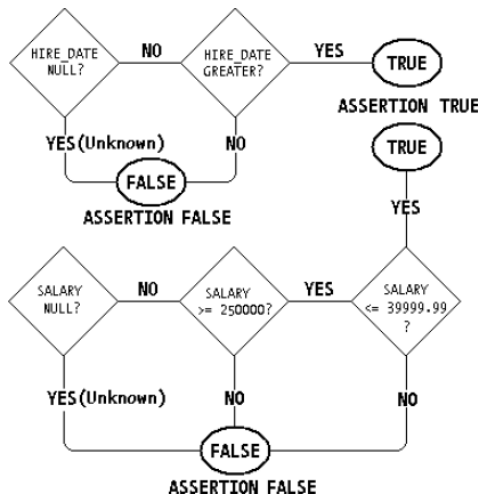 HIRE_DATE
NULL?
NO
HIRE_DATE
GREATER?
YES
TRUE
ASSERTION TRUE
YES(Unknown)
NO
FALSE
ASSERTION FALSE
TRUE
YES
SALARY
NULL?
NO
SALARY
>= 250000?
YES
SALARY
<= 39999.99
?
YES(Unknown)
NO
NO
FALSE
ASSERTION FALSE